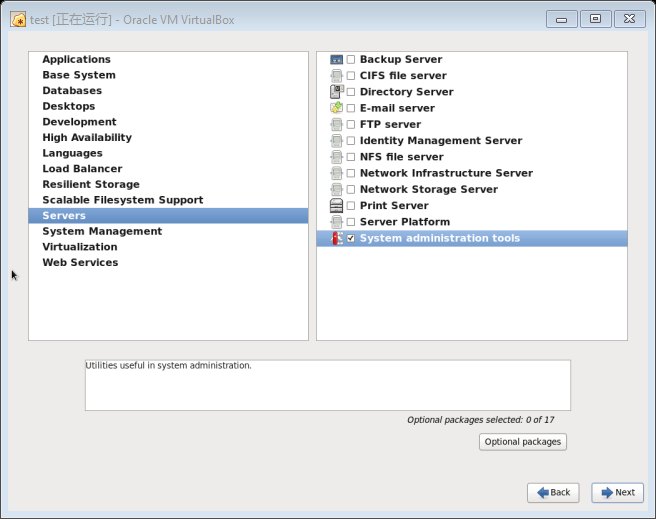 test [正在运行] - Oracle VM VirtualBox
Applications
Base System
Databases
Desktops
Development
High Availability
Languages
Load Balancer
Resilient Storage
Scalable Filesystem Support
Servers
System Management
Virtualization
Web Services
Backup Server
CIFS file server
Directory Server
E-mail server
FTP server
Identity Management Server
NFS file server
Network Infrastructure Server
Network Storage Server
Print Server
Server Platform
System administration tools
Utilities useful in system administration.
Optional packages selected: 0 of 17
Optional packages
Back
Next